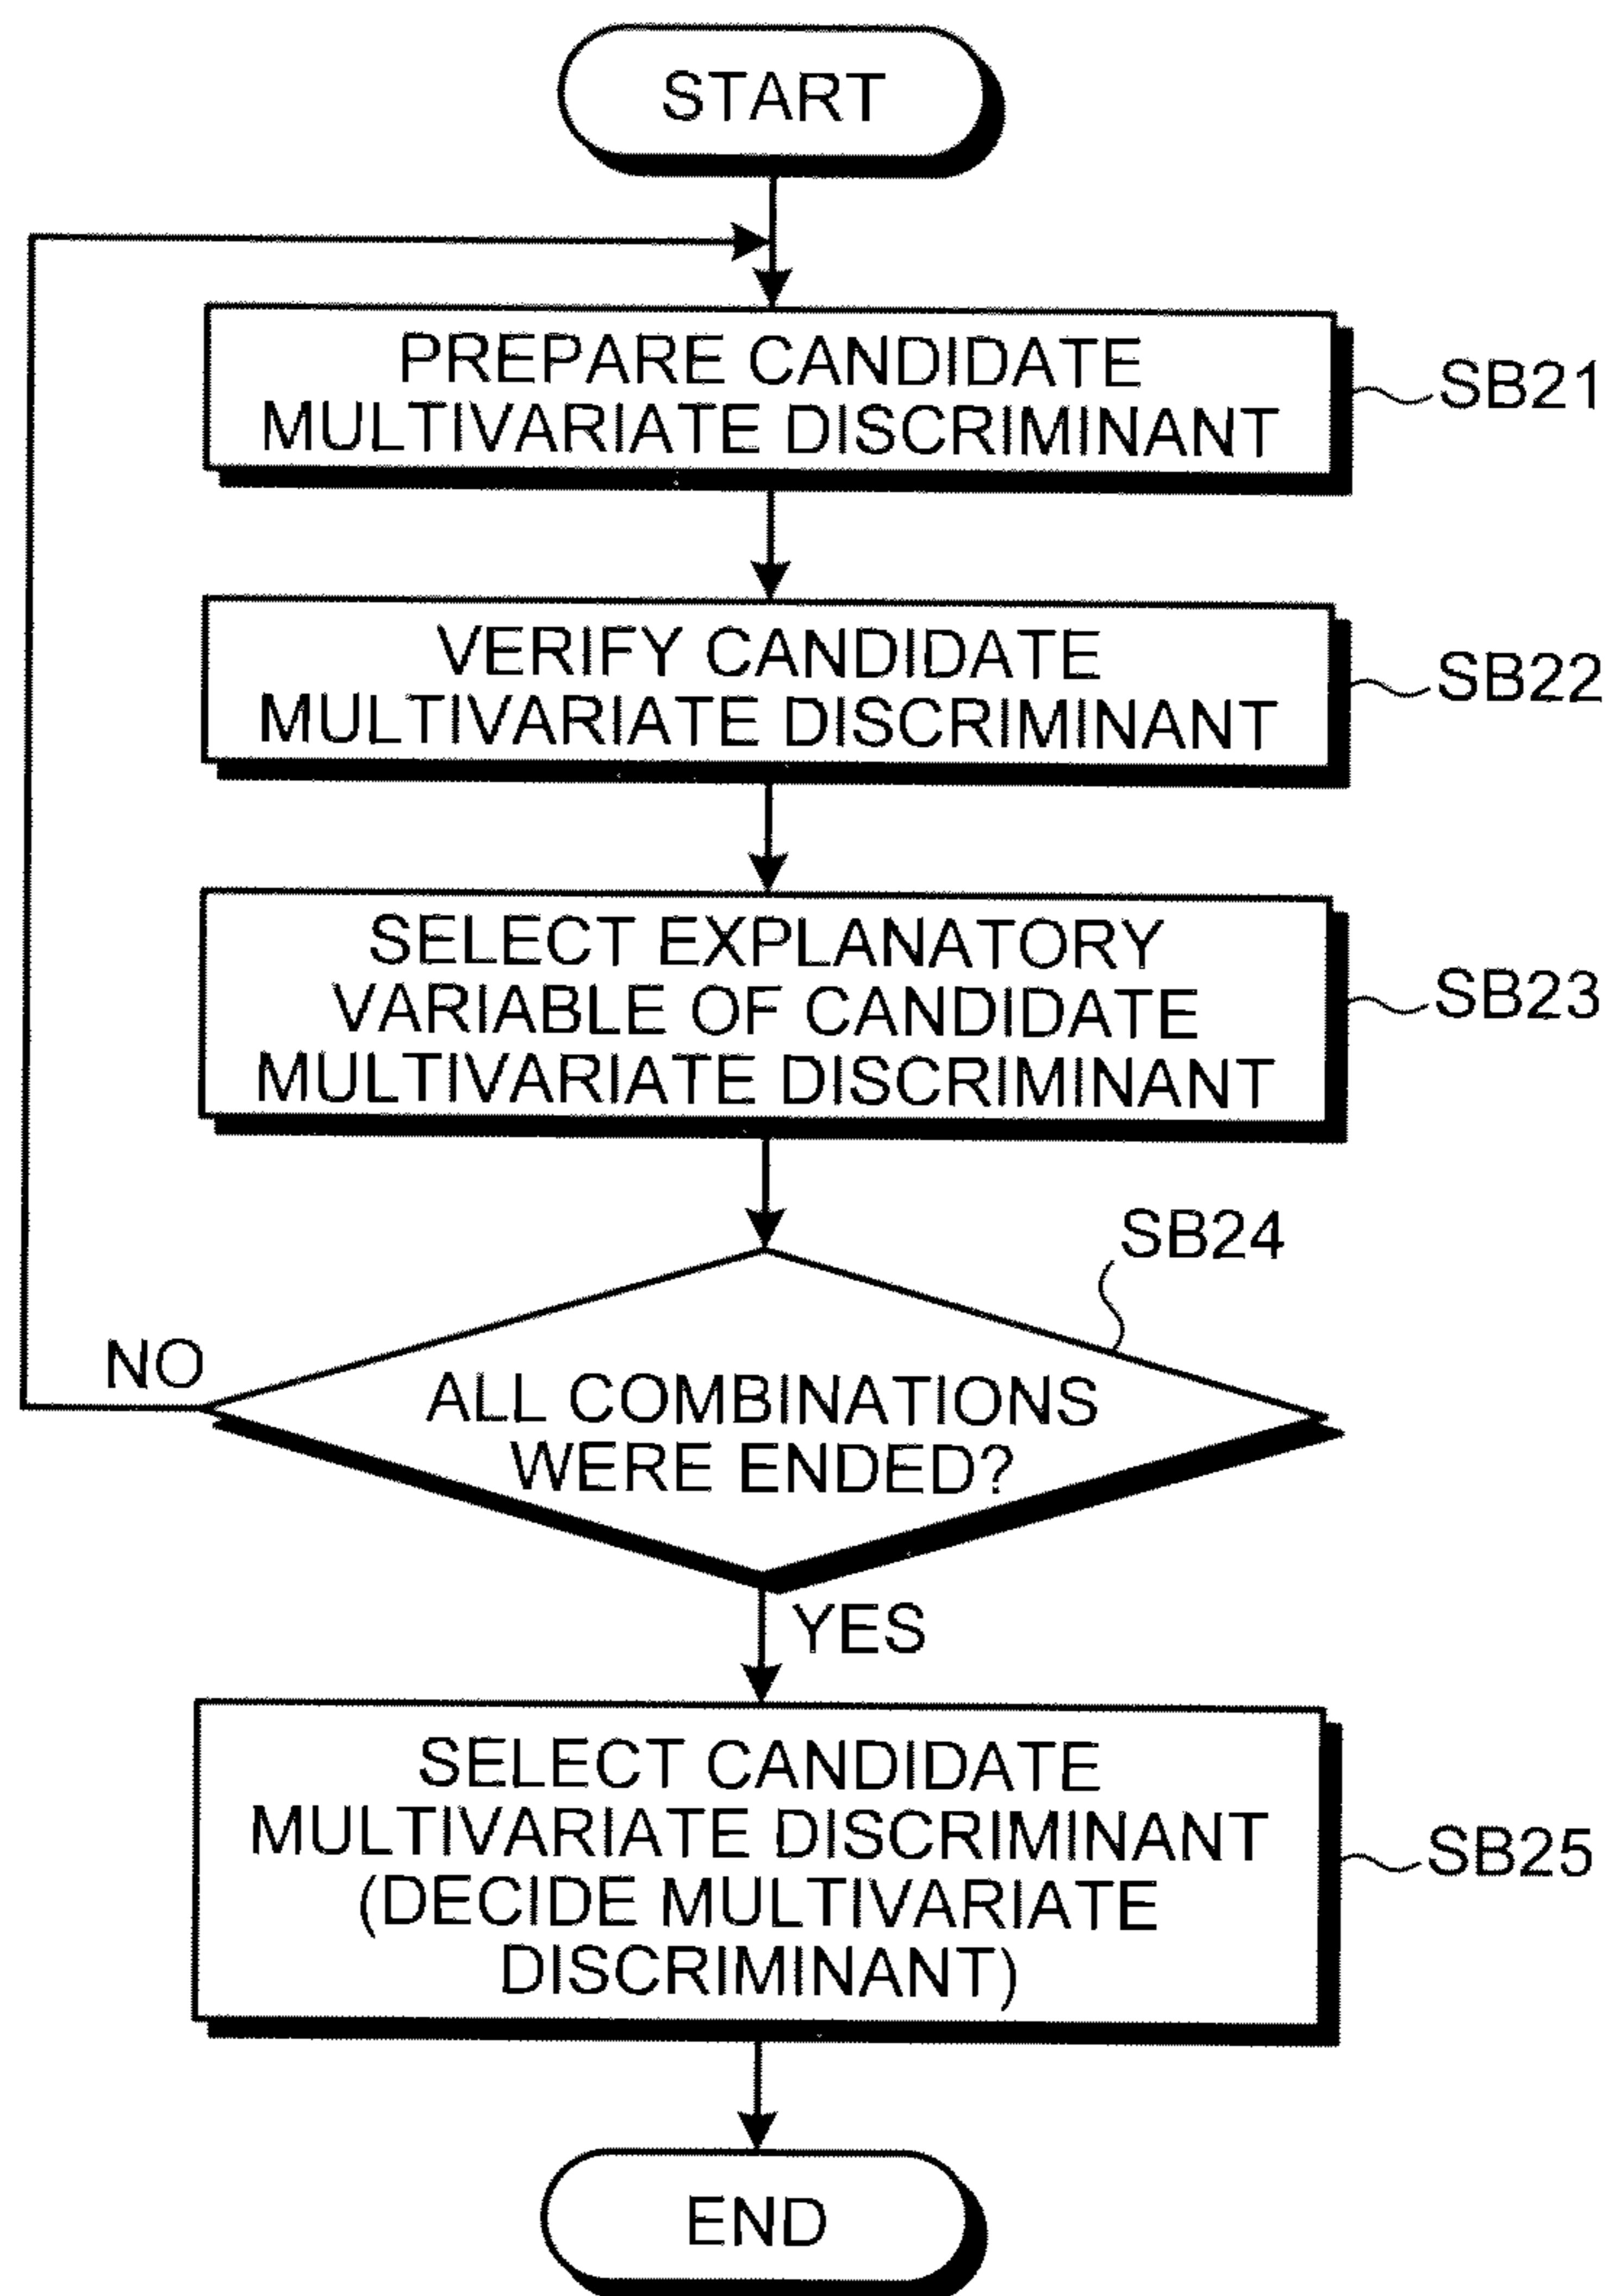 START
PREPARE CANDIDATE
MULTIVARIATE DISCRIMINANT
SB21
VERIFY CANDIDATE
MULTIVARIATE DISCRIMINANT
SB22
SELECT EXPLANATORY
VARIABLE OF CANDIDATE
MULTIVARIATE DISCRIMINANT
SB23
SB24
NO
ALL COMBINATIONS
WERE ENDED?
YES
SELECT CANDIDATE
MULTIVARIATE DISCRIMINANT
(DECIDE MULTIVARIATE
DISCRIMINANT)
SB25
END